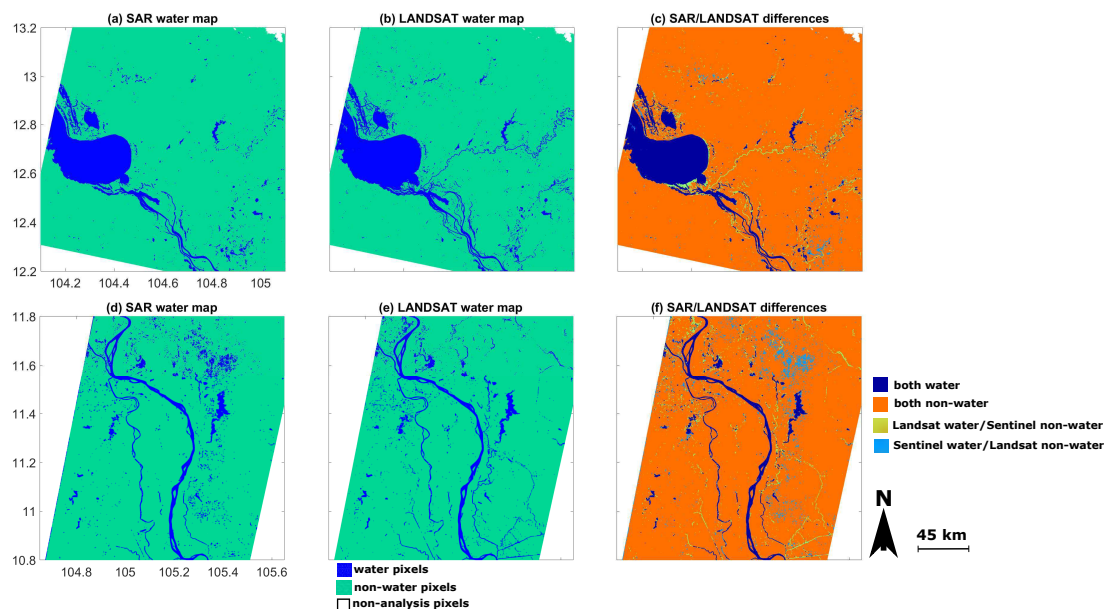 (a) SAR water map
(b) LANDSAT water map
(c) SAR/LANDSAT differences
13.2
13
12.8
12.6
12.4
12.2
104.2 104.4 104.6 104.8 105
(d) SAR water map
(e) LANDSAT water map
(f) SAR/LANDSAT differences
11.8
11.6
11.4
11.2
11
10.8
104.8 105 105.2 105.4 105.6
both water
both non-water
Landsat water/Sentinel non-water
Sentinel water/Landsat non-water
N
45 km
water pixels
non-water pixels
non-analysis pixels